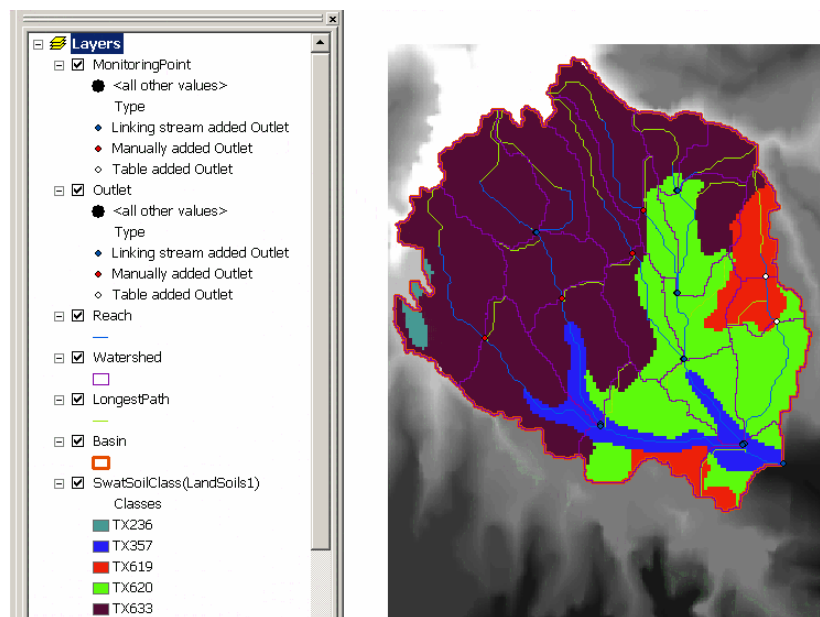 Layers
MonitoringPoint
<all other values>
Type
Linking stream added Outlet
Manually added Outlet
Table added Outlet
Outlet
<all other values>
Type
Linking stream added Outlet
Manually added Outlet
Table added Outlet
Reach
Watershed
LongestPath
Basin
SwatSoilClass(LandSoils1)
Classes
TX236
TX357
TX619
TX620
TX633